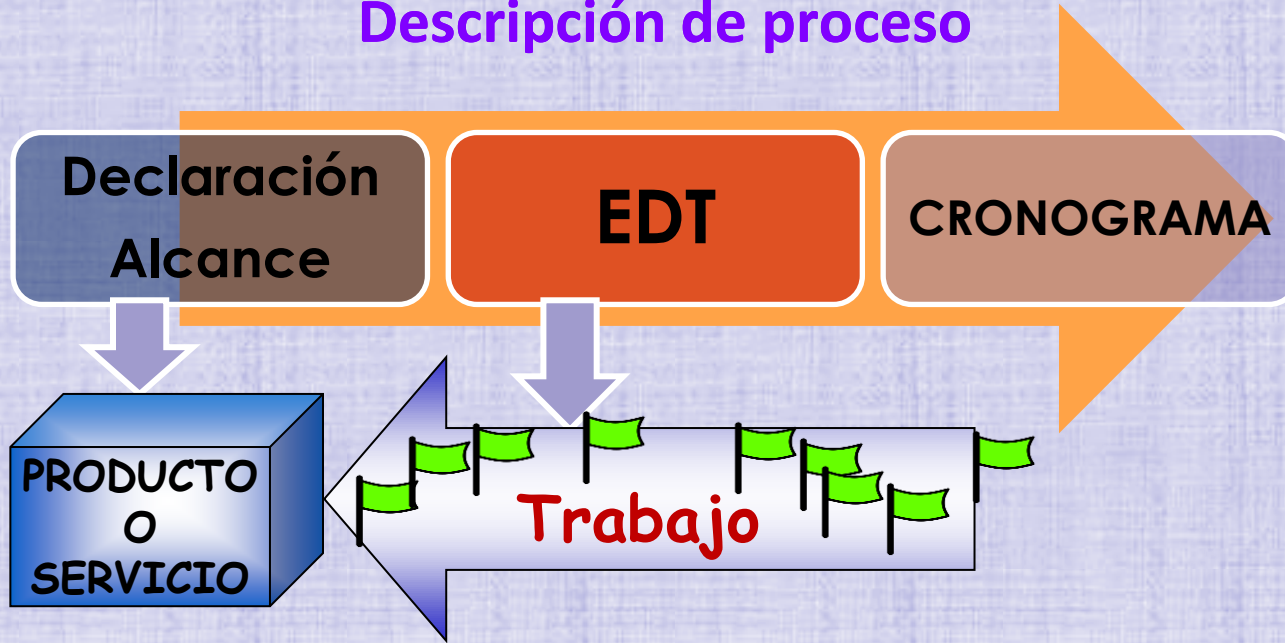 Descripción de proceso
Declaración
Alcance
EDT
CRONOGRAMA
PRODUCTO
O
SERVICIO
Trabajo